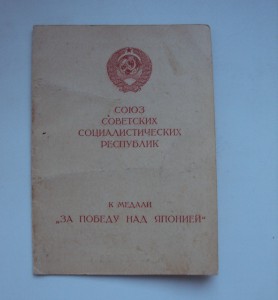 СОЮЗ
СОВЕТСКИХ
СОЦИАЛИСТИЧЕСКИХ
РЕСПУБЛИК
К МЕДАЛИ
„ЗА ПОБЕДУ НАД ЯПОНИЕЙ“